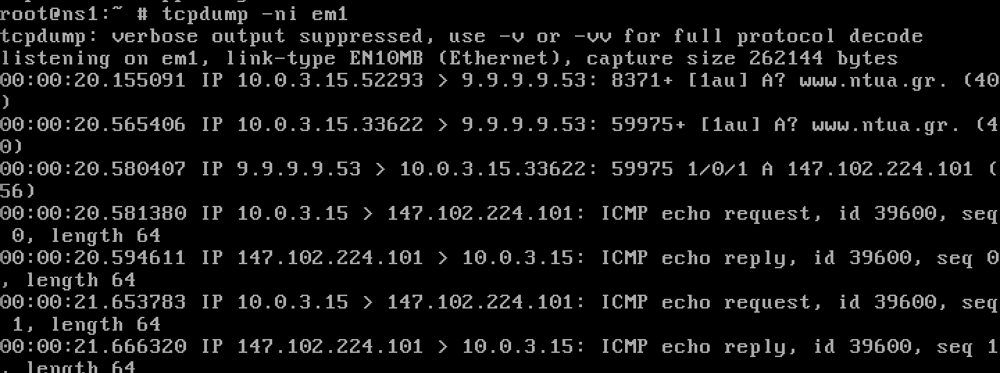 root@ns1:~ # tcpdump -ni em1
tcpdump: verbose output suppressed, use -v or -vv for full protocol decode
listening on em1, link-type EN10MB (Ethernet), capture size 262144 bytes
00:00:20.155091 IP 10.0.3.15.52293 > 9.9.9.9.53: 8371+ [1au] A? www.ntua.gr. (40
)
00:00:20.565406 IP 10.0.3.15.33622 > 9.9.9.9.53: 59975+ [1au] A? www.ntua.gr. (4
0)
00:00:20.580407 IP 9.9.9.9.53 > 10.0.3.15.33622: 59975 1/0/1 A 147.102.224.101 (
56)
00:00:20.581380 IP 10.0.3.15 > 147.102.224.101: ICMP echo request, id 39600, seq
 0, length 64
00:00:20.594611 IP 147.102.224.101 > 10.0.3.15: ICMP echo reply, id 39600, seq 0
, length 64
00:00:21.653783 IP 10.0.3.15 > 147.102.224.101: ICMP echo request, id 39600, seq
 1, length 64
00:00:21.666320 IP 147.102.224.101 > 10.0.3.15: ICMP echo reply, id 39600, seq 1
, length 64